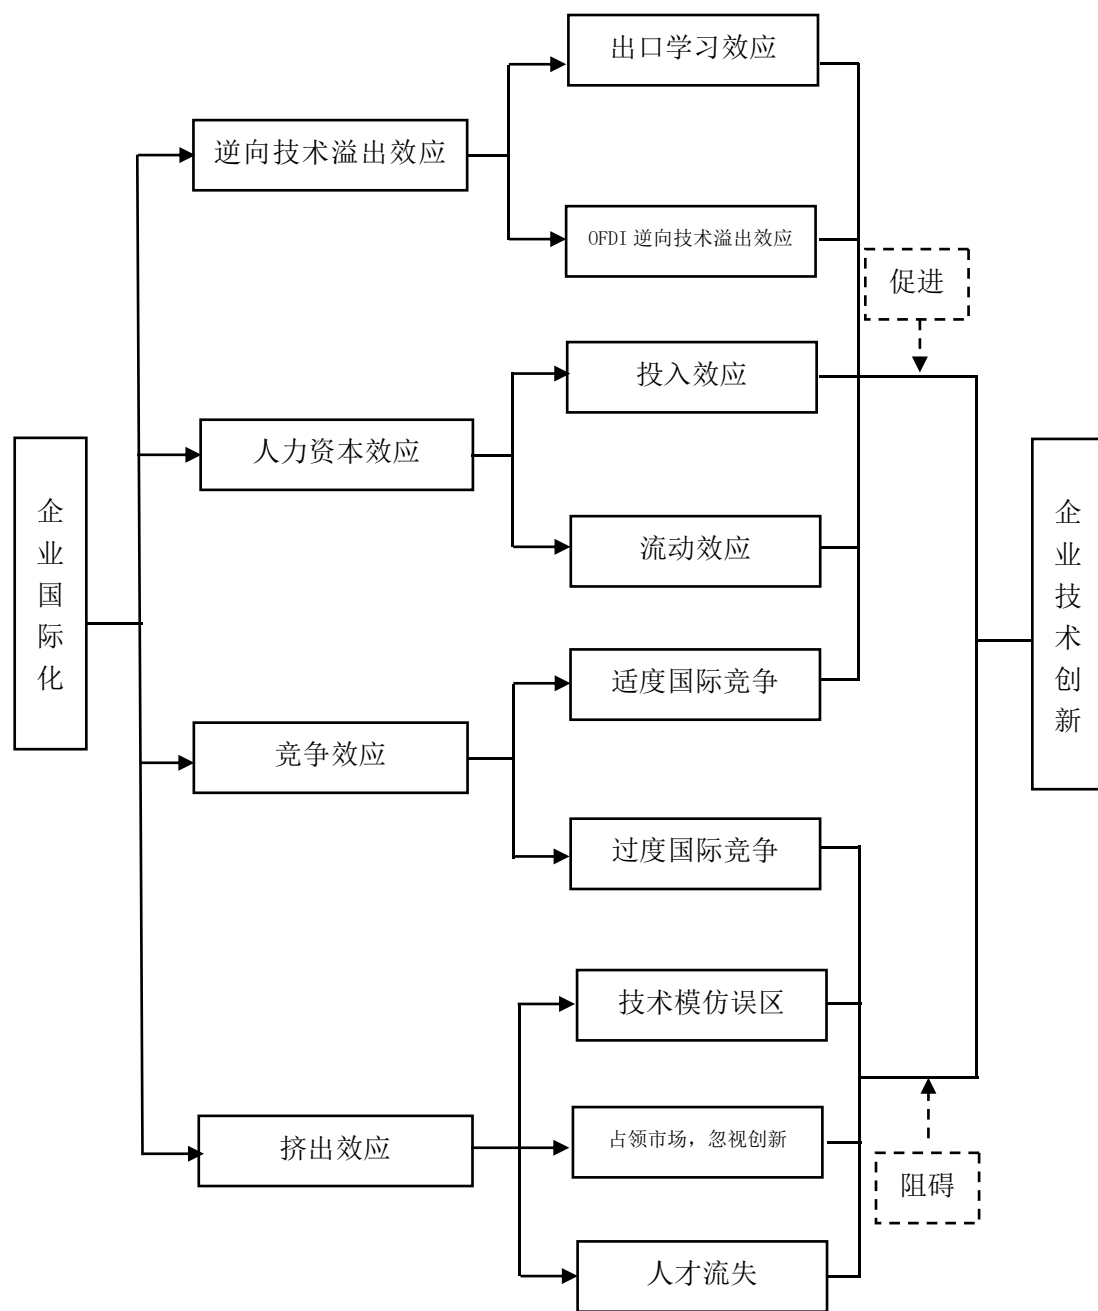 出口学习效应
逆向技术溢出效应
OFDI 逆向技术溢出效应
促进
投入效应
人力资本效应
企业国际化
流动效应
企业技术创新
适度国际竞争
竞争效应
过度国际竞争
技术模仿误区
占领市场，忽视创新
挤出效应
阻碍
人才流失